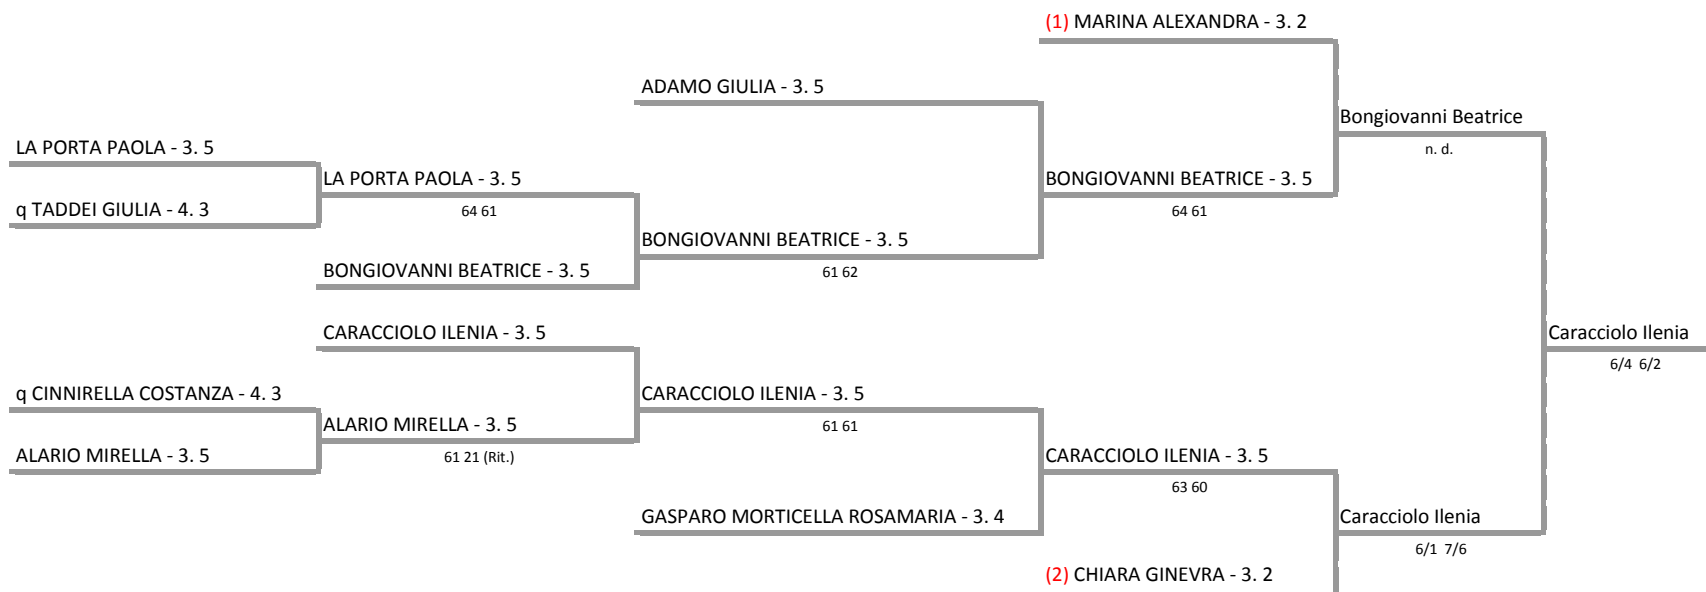 (1) MARINA ALEXANDRA - 3. 2
ADAMO GIULIA - 3. 5
Bongiovanni Beatrice
n. d.
LA PORTA PAOLA - 3. 5
LA PORTA PAOLA - 3. 5
64 61
BONGIOVANNI BEATRICE - 3. 5
64 61
q TADDEI GIULIA - 4. 3
BONGIOVANNI BEATRICE - 3. 5
61 62
BONGIOVANNI BEATRICE - 3. 5
CARACCIOLO ILENIA - 3. 5
Caracciolo Ilenia
6/4 6/2
q CINNIRELLA COSTANZA - 4. 3
CARACCIOLO ILENIA - 3. 5
61 61
ALARIO MIRELLA - 3. 5
61 21 (Rit.)
ALARIO MIRELLA - 3. 5
CARACCIOLO ILENIA - 3. 5
63 60
GASPARO MORTICELLA ROSAMARIA - 3. 4
Caracciolo Ilenia
6/1 7/6
(2) CHIARA GINEVRA - 3. 2